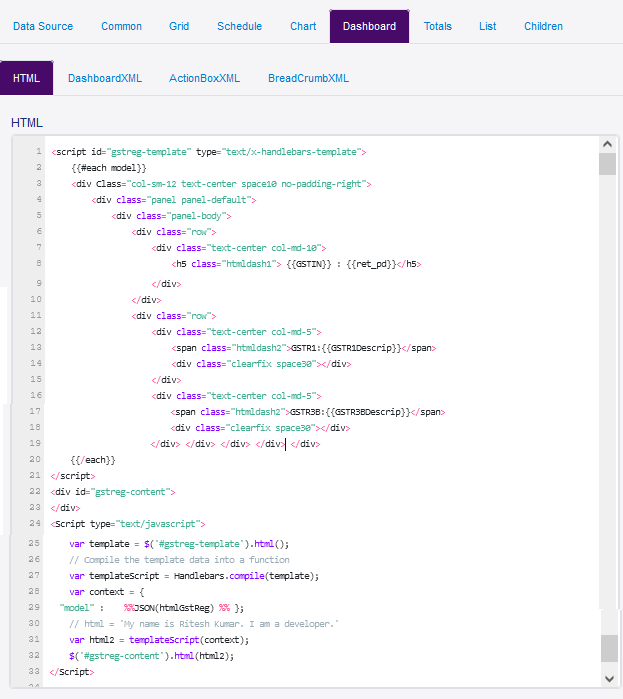 Data Source Common Grid Schedule Chart Dashboard Totals List Children
HTML DashboardXML ActionBoxXML BreadCrumbXML
HTML
1 <script id="gstreg-template" type="text/x-handlebars-template">
2 {{#each model}}
3 <div Class="col-sm-12 text-center space10 no-padding-right">
4 <div class="panel panel-default">
5 <div class="panel-body">
6 <div class="row">
7 <div class="text-center col-md-10">
8 <h5 class="htmldash1"> {{GSTIN}} : {{ret_pd}}</h5>
9 </div>
10 </div>
11 <div class="row">
12 <div class="text-center col-md-5">
13 <span class="htmldash2">GSTR1:{{GSTR1Descrip}}</span>
14 <div class="clearfix space30"></div>
15 </div>
16 <div class="text-center col-md-5">
17 <span class="htmldash2">GSTR3B:{{GSTR3BDescrip}}</span>
18 <div class="clearfix space30"></div>
19 </div> </div> </div> </div> </div>
20 {{/each}}
21 </script>
22 <div id="gstreg-content">
23 </div>
24 <Script type="text/javascript">
25 var template = $('#gstreg-template').html();
26 // Compile the template data into a function
27 var templateScript = Handlebars.compile(template);
28 var context = {
29 "model" : %%JSON(htmlGstReg) %% };
30 // html = 'My name is Ritesh Kumar. I am a developer.'
31 var html2 = templateScript(context);
32 $('#gstreg-content').html(html2);
33 </Script>